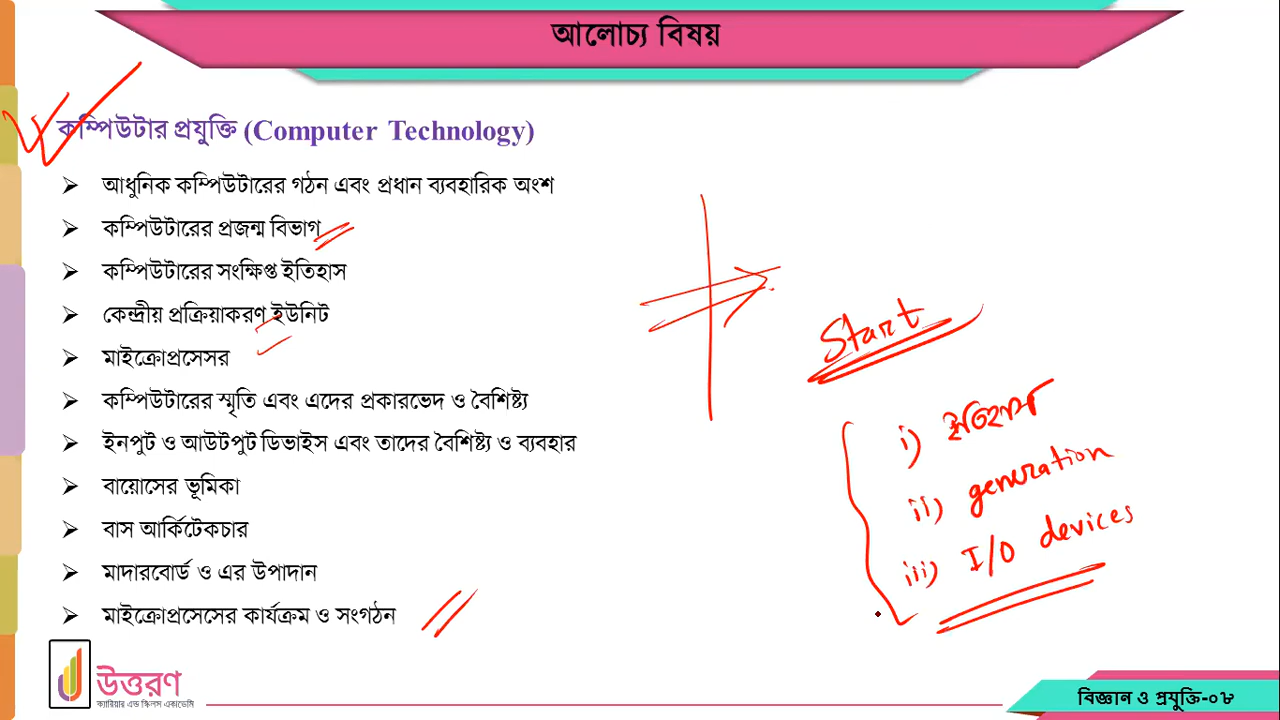 আলোচ্য বিষয়
কম্পিউটার প্রযুক্তি (Computer Technology)
আধুনিক কম্পিউটারের গঠন এবং প্রধান ব্যবহারিক অংশ
কম্পিউটারের প্রজন্ম বিভাগ
কম্পিউটারের সংক্ষিপ্ত ইতিহাস
কেন্দ্রীয় প্রক্রিয়াকরণ ইউনিট
মাইক্রোপ্রসেসর
কম্পিউটারের স্মৃতি এবং এদের প্রকারভেদ ও বৈশিষ্ট্য
ইনপুট ও আউটপুট ডিভাইস এবং তাদের বৈশিষ্ট্য ও ব্যবহার
বায়োসের ভূমিকা
বাস আর্কিটেকচার
মাদারবোর্ড ও এর উপাদান
মাইক্রোপ্রসেসের কার্যক্রম ও সংগঠন
Start
i) ইতিহাস
ii) generation
iii) I/O devices
উত্তরণ
ক্যারিয়ার এন্ড স্কিলস একাডেমি
বিজ্ঞান ও প্রযুক্তি-০৮